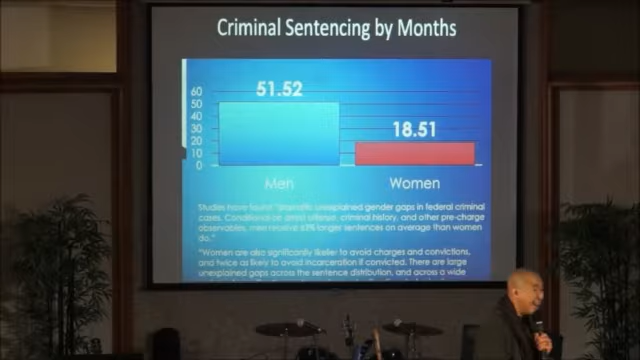 Criminal Sentencing by Months
51.52
60
50
40
30
20
10
0
18.51
Men
Women
Studies have found "dramatic unexplained gender gaps in federal criminal
cases. Conditional on arrest offense, criminal history, and other pre-charge
observables, men receive 63% longer sentences on average than women
do."
"Women are also significantly likelier to avoid charges and convictions,
and twice as likely to avoid incarceration if convicted. There are large
unexplained gaps across the sentence distribution, and across a wide